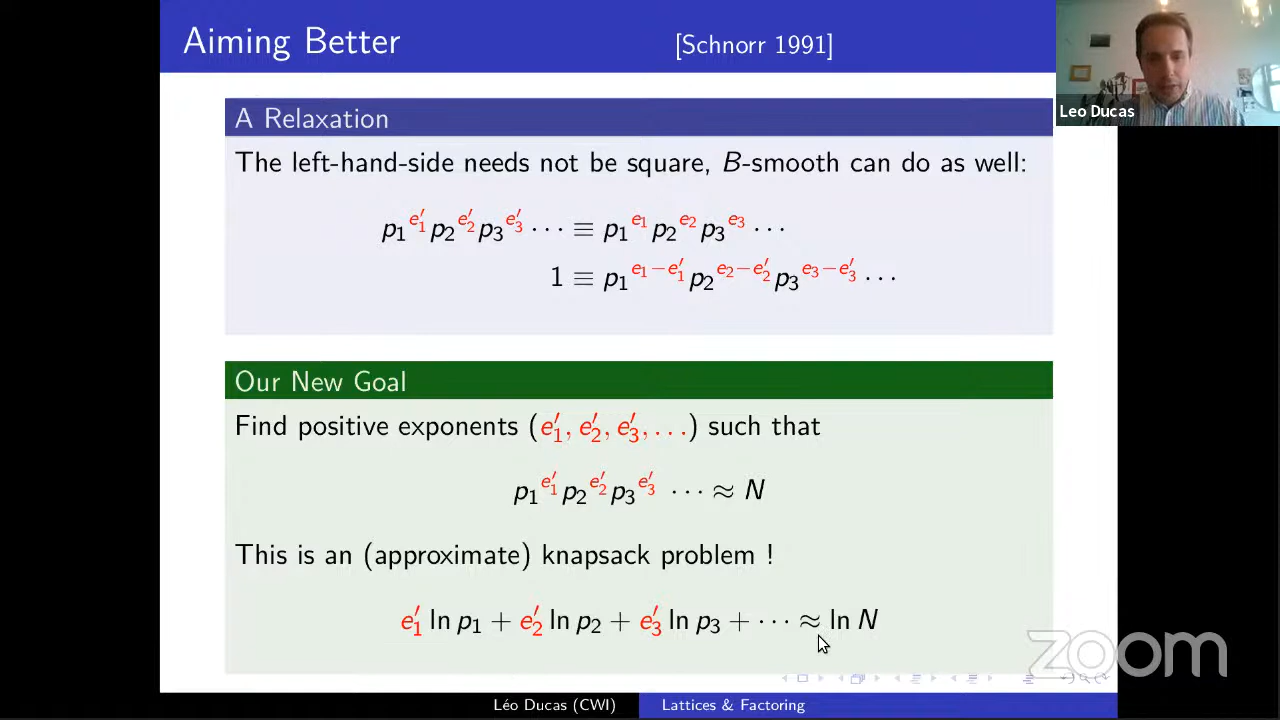 Aiming Better [Schnorr 1991]
Leo Ducas
A Relaxation
The left-hand-side needs not be square, B-smooth can do as well:
p₁^{e′₁} p₂^{e′₂} p₃^{e′₃} ⋯ ≡ p₁^{e₁} p₂^{e₂} p₃^{e₃} ⋯
1 ≡ p₁^{e₁−e′₁} p₂^{e₂−e′₂} p₃^{e₃−e′₃} ⋯
Our New Goal
Find positive exponents (e′₁, e′₂, e′₃, …) such that
p₁^{e′₁} p₂^{e′₂} p₃^{e′₃} ⋯ ≈ N
This is an (approximate) knapsack problem !
e′₁ ln p₁ + e′₂ ln p₂ + e′₃ ln p₃ + ⋯ ≈ ln N
zoom
Léo Ducas (CWI) Lattices & Factoring